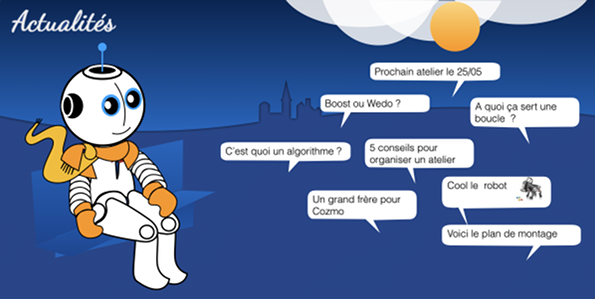 Actualités
Prochain atelier le 25/05
Boost ou Wedo ?
A quoi ça sert une
boucle ?
C'est quoi un algorithme ?
5 conseils pour
organiser un atelier
Cool le robot
Un grand frère pour
Cozmo
Voici le plan de montage